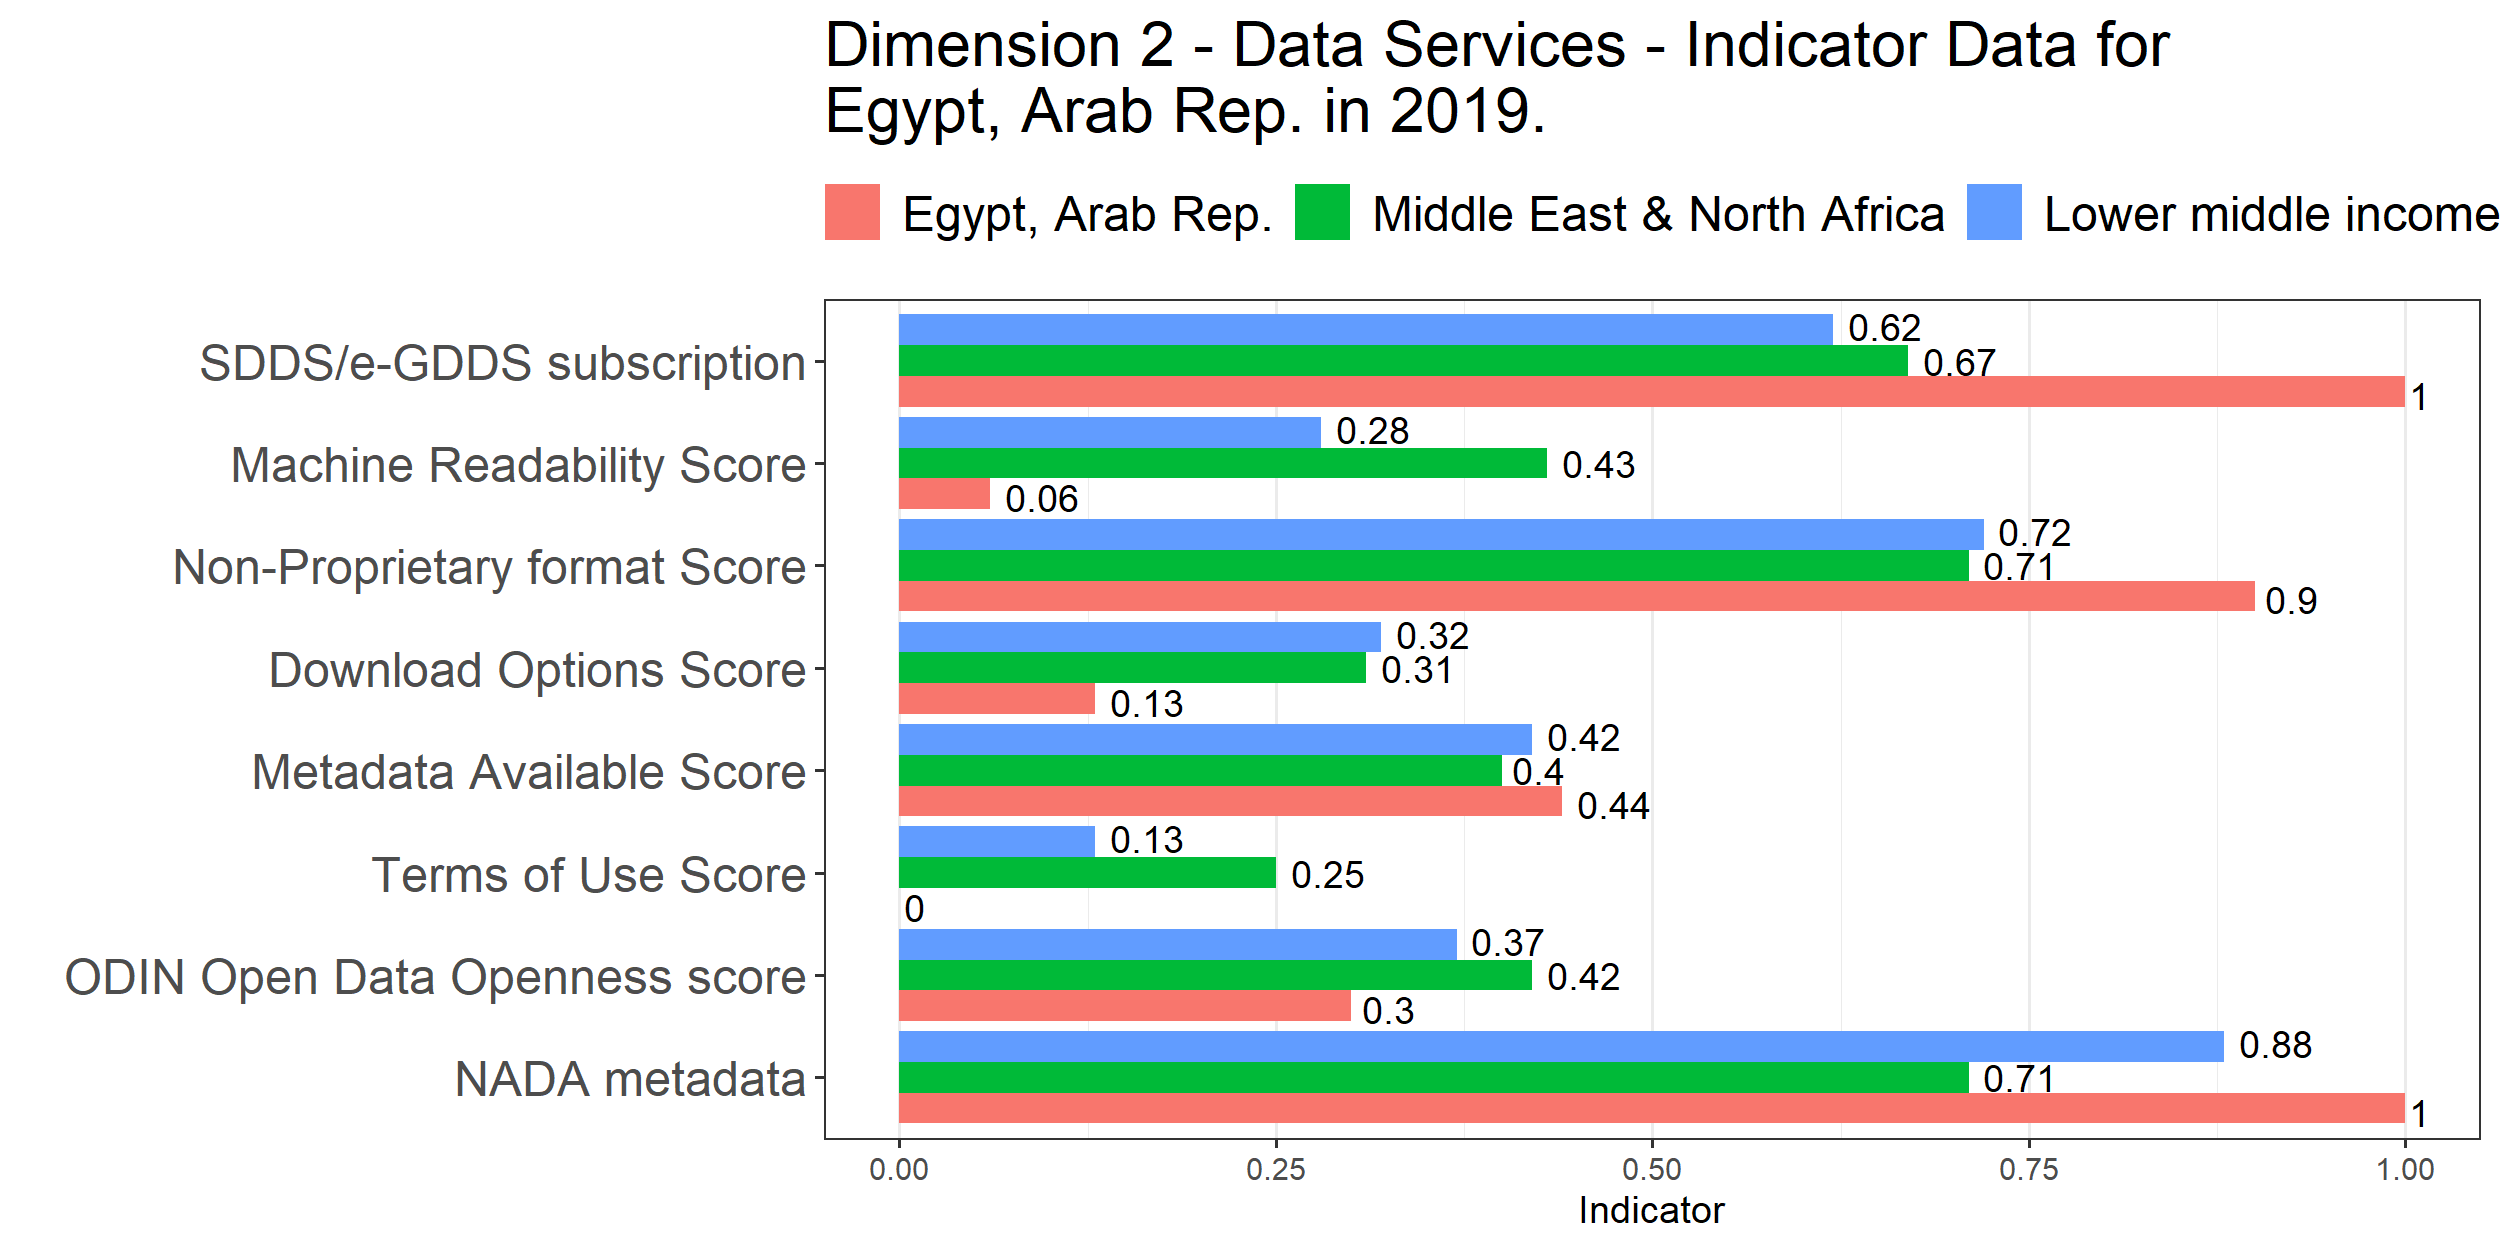 Dimension 2 - Data Services - Indicator Data for
Egypt, Arab Rep. in 2019.
Egypt, Arab Rep. Middle East & North Africa Lower middle income
SDDS/e-GDDS subscription
0.62
0.67
1
Machine Readability Score
0.28
0.43
0.06
Non-Proprietary format Score
0.72
0.71
0.9
Download Options Score
0.32
0.31
0.13
Metadata Available Score
0.42
0.4
0.44
Terms of Use Score
0.13
0.25
0
ODIN Open Data Openness score
0.37
0.42
0.3
NADA metadata
0.88
0.71
1
0.00 0.25 0.50 0.75 1.00
Indicator